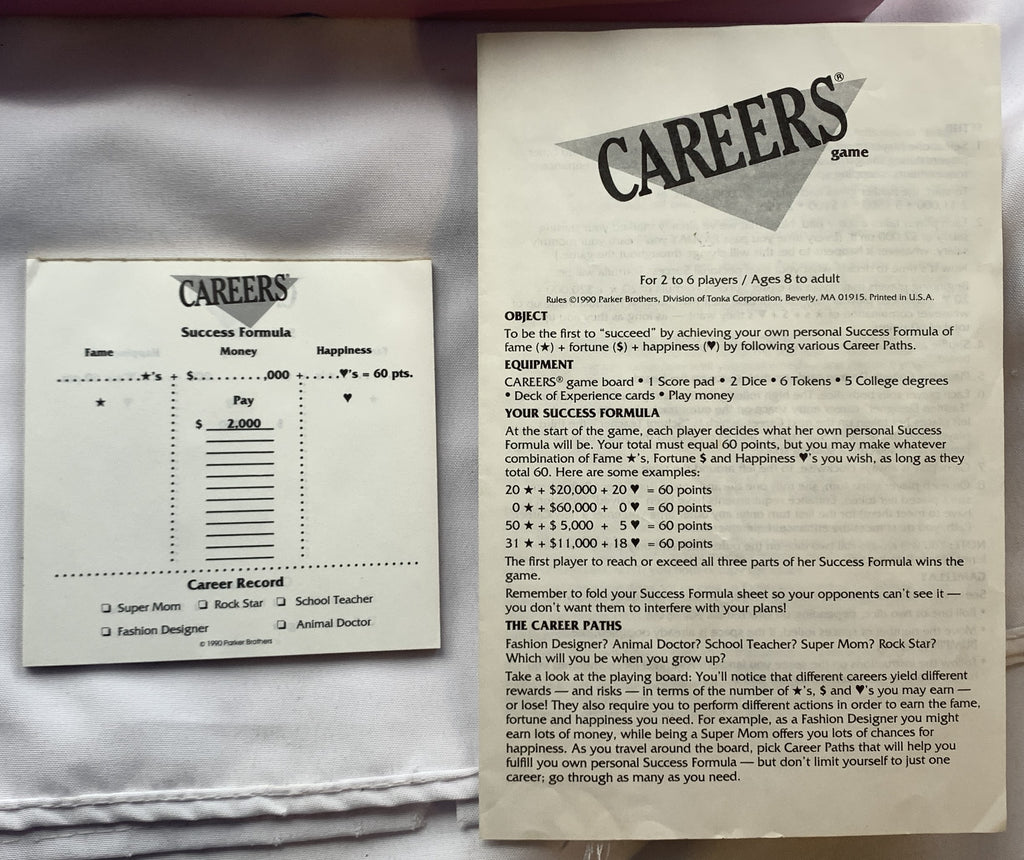 CAREERS®
Success Formula
Fame Money Happiness
..............★'s + $..............,000 + .....♥'s = 60 pts.
★ Pay ♥
$ 2,000
Career Record
❏ Super Mom ❏ Rock Star ❏ School Teacher
❏ Fashion Designer ❏ Animal Doctor
© 1990 Parker Brothers
CAREERS®
game
For 2 to 6 players / Ages 8 to adult
Rules ©1990 Parker Brothers, Division of Tonka Corporation, Beverly, MA 01915. Printed in U.S.A.
OBJECT
To be the first to “succeed” by achieving your own personal Success Formula of
fame (★) + fortune ($) + happiness (♥) by following various Career Paths.
EQUIPMENT
CAREERS® game board • 1 Score pad • 2 Dice • 6 Tokens • 5 College degrees
• Deck of Experience cards • Play money
YOUR SUCCESS FORMULA
At the start of the game, each player decides what her own personal Success
Formula will be. Your total must equal 60 points, but you may make whatever
combination of Fame ★'s, Fortune $ and Happiness ♥'s you wish, as long as they
total 60. Here are some examples:
20 ★ + $20,000 + 20 ♥ = 60 points
0 ★ + $60,000 + 0 ♥ = 60 points
50 ★ + $ 5,000 + 5 ♥ = 60 points
31 ★ + $11,000 + 18 ♥ = 60 points
The first player to reach or exceed all three parts of her Success Formula wins the
game.
Remember to fold your Success Formula sheet so your opponents can't see it —
you don't want them to interfere with your plans!
THE CAREER PATHS
Fashion Designer? Animal Doctor? School Teacher? Super Mom? Rock Star?
Which will you be when you grow up?
Take a look at the playing board: You'll notice that different careers yield different
rewards — and risks — in terms of the number of ★'s, $ and ♥'s you may earn —
or lose! They also require you to perform different actions in order to earn the fame,
fortune and happiness you need. For example, as a Fashion Designer you might
earn lots of money, while being a Super Mom offers you lots of chances for
happiness. As you travel around the board, pick Career Paths that will help you
fulfill you own personal Success Formula — but don't limit yourself to just one
career; go through as many as you need.